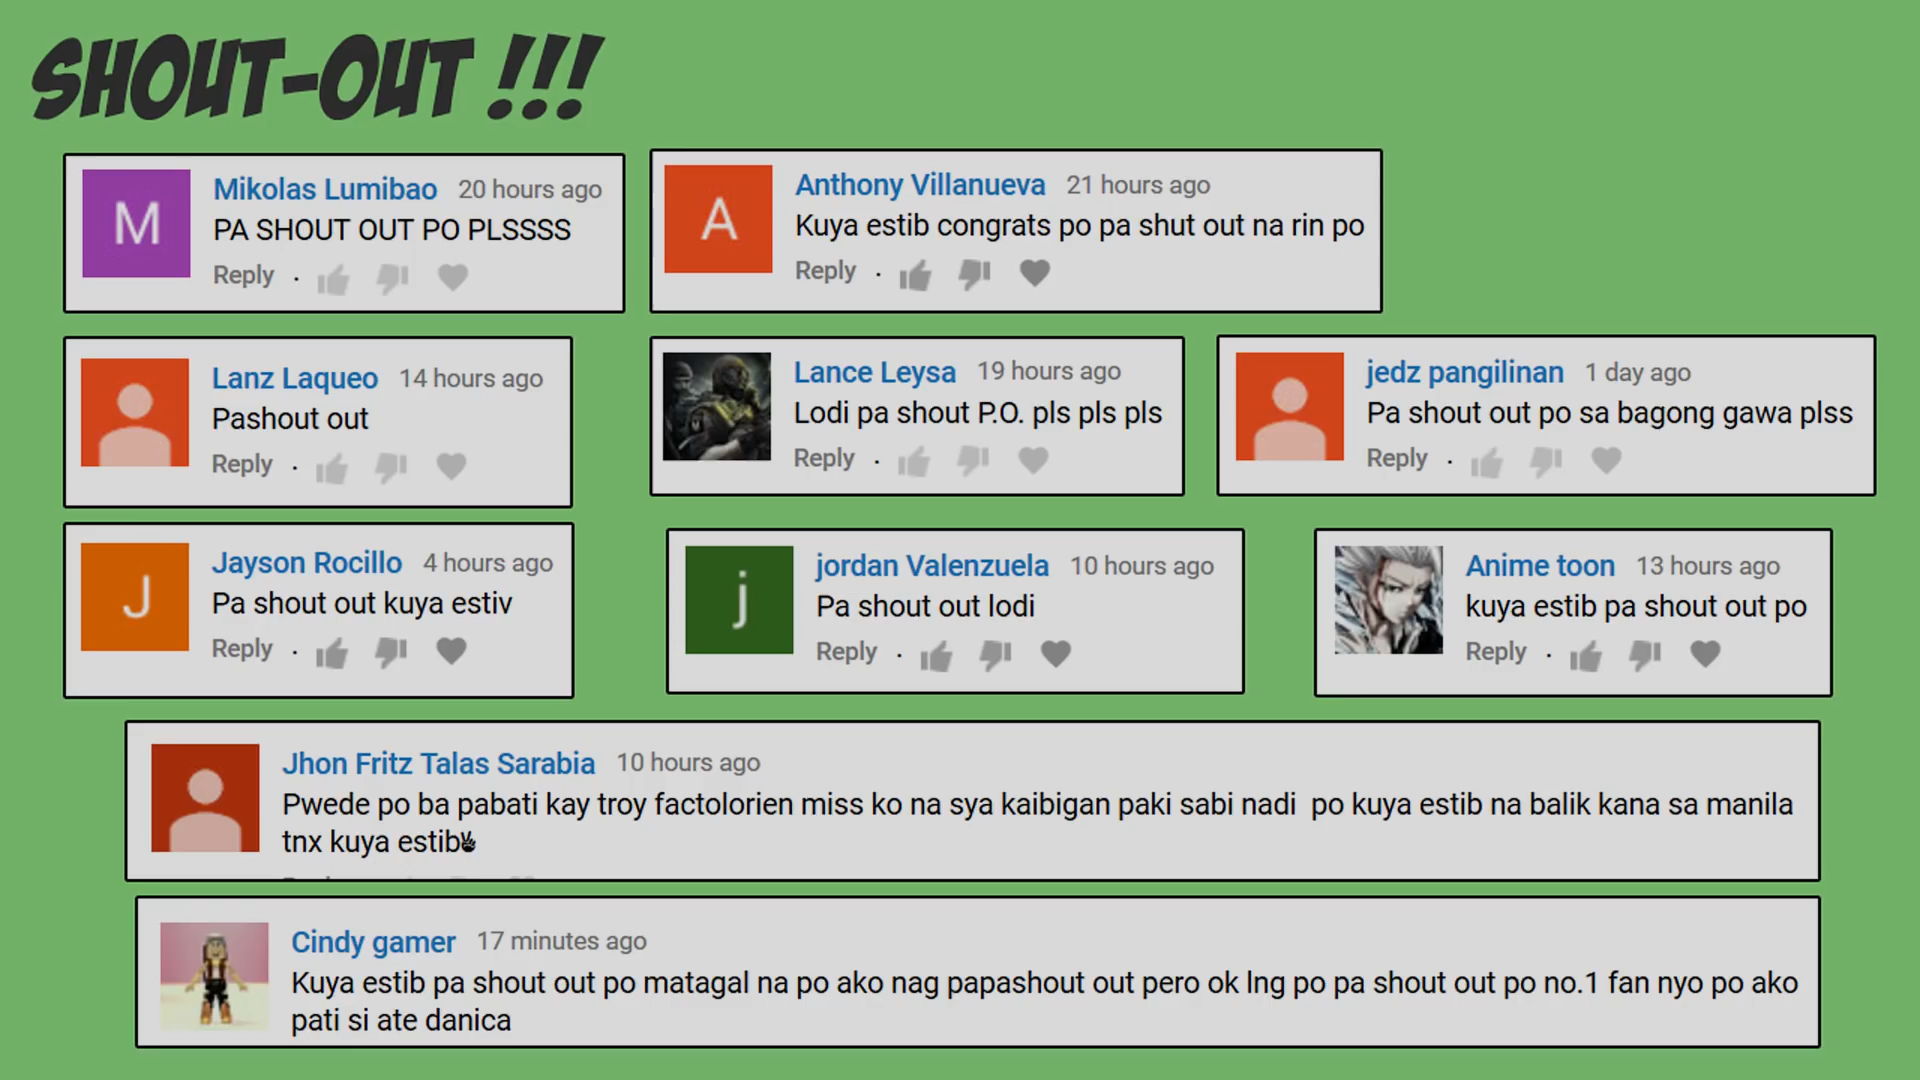 SHOUT-OUT !!!
M
Mikolas Lumibao 20 hours ago
PA SHOUT OUT PO PLSSSS
Reply
A
Anthony Villanueva 21 hours ago
Kuya estib congrats po pa shut out na rin po
Reply
Lanz Laqueo 14 hours ago
Pashout out
Reply
Lance Leysa 19 hours ago
Lodi pa shout P.O. pls pls pls
Reply
jedz pangilinan 1 day ago
Pa shout out po sa bagong gawa plss
Reply
J
Jayson Rocillo 4 hours ago
Pa shout out kuya estiv
Reply
j
jordan Valenzuela 10 hours ago
Pa shout out lodi
Reply
Anime toon 13 hours ago
kuya estib pa shout out po
Reply
Jhon Fritz Talas Sarabia 10 hours ago
Pwede po ba pabati kay troy factolorien miss ko na sya kaibigan paki sabi nadi po kuya estib na balik kana sa manila
tnx kuya estib✌
Cindy gamer 17 minutes ago
Kuya estib pa shout out po matagal na po ako nag papashout out pero ok lng po pa shout out po no.1 fan nyo po ako
pati si ate danica